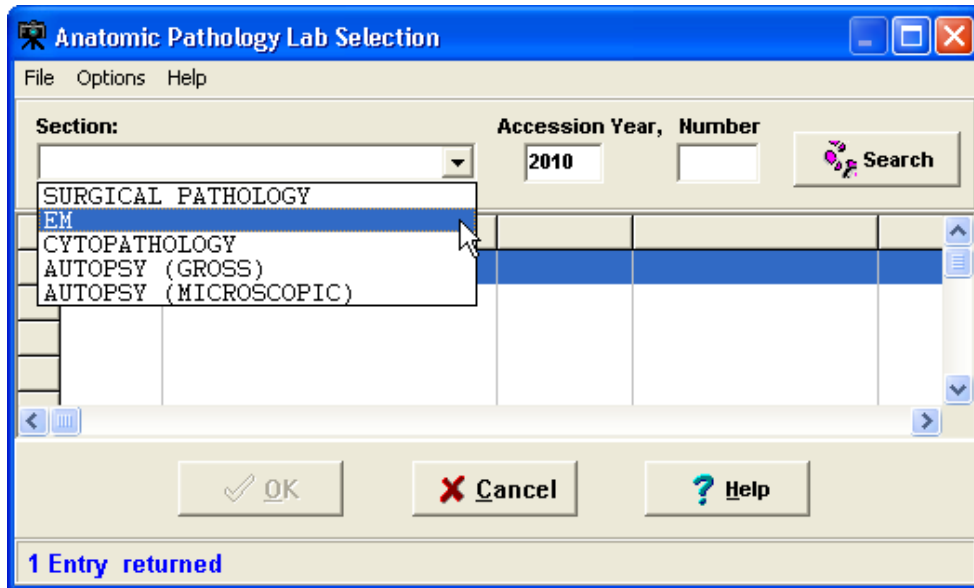 Anatomic Pathology Lab Selection
File Options Help
Section: Accession Year, Number
2010
Search
SURGICAL PATHOLOGY
EM
CYTOPATHOLOGY
AUTOPSY (GROSS)
AUTOPSY (MICROSCOPIC)
OK Cancel Help
1 Entry returned